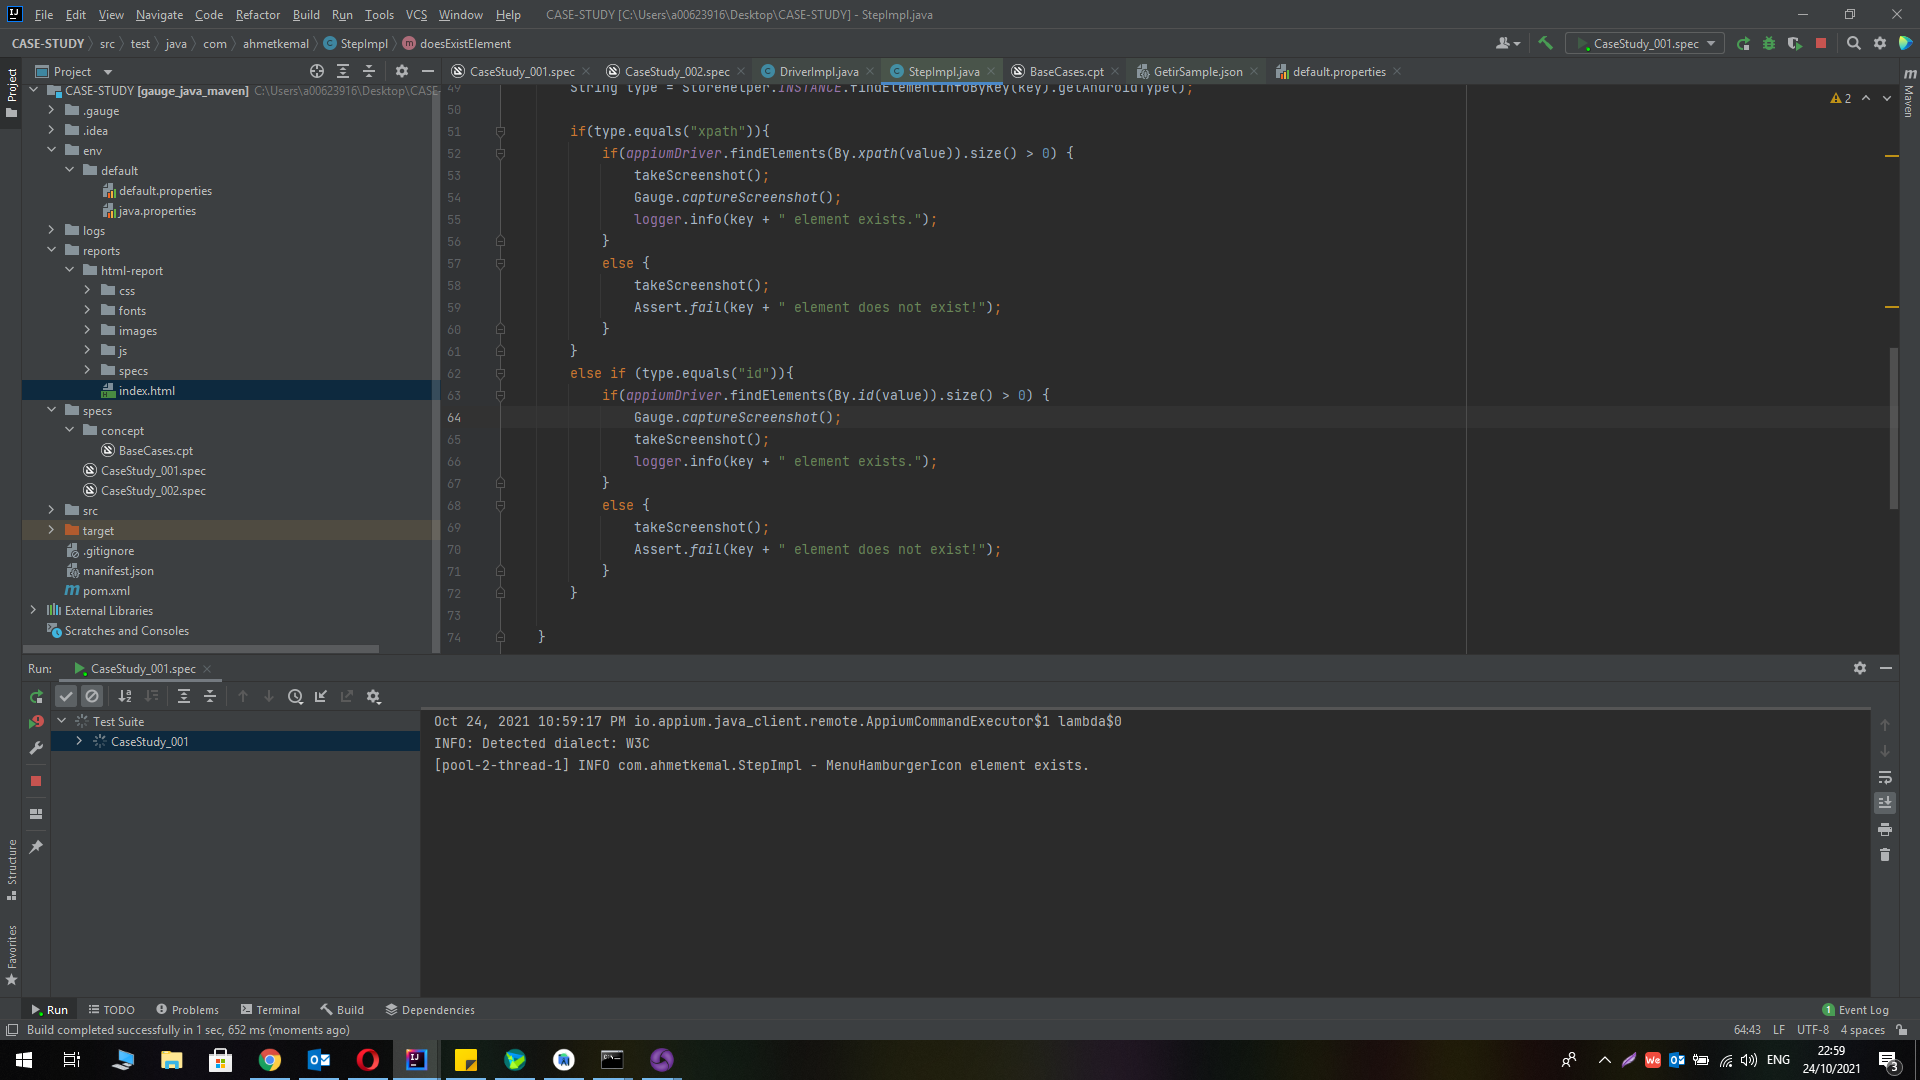 File Edit View Navigate Code Refactor Build Run Tools VCS Window Help CASE-STUDY [C:\Users\a00623916\Desktop\CASE-STUDY] - StepImpl.java
CASE-STUDY src test java com ahmetkemal StepImpl doesExistElement
CaseStudy_001.spec
Project
CaseStudy_001.spec CaseStudy_002.spec DriverImpl.java StepImpl.java BaseCases.cpt GetirSample.json default.properties
Project
Maven
CASE-STUDY [gauge_java_maven] C:\Users\a00623916\Desktop\CASE-
.gauge
.idea
env
default
default.properties
java.properties
logs
reports
html-report
css
fonts
images
js
specs
index.html
specs
concept
BaseCases.cpt
CaseStudy_001.spec
CaseStudy_002.spec
src
target
.gitignore
manifest.json
pom.xml
External Libraries
Scratches and Consoles
2
49 String type = StoreHelper.INSTANCE.findElementInfoByKey(key).getAndroidType();
50
51 if(type.equals("xpath")){
52 if(appiumDriver.findElements(By.xpath(value)).size() > 0) {
53 takeScreenshot();
54 Gauge.captureScreenshot();
55 logger.info(key + " element exists.");
56 }
57 else {
58 takeScreenshot();
59 Assert.fail(key + " element does not exist!");
60 }
61 }
62 else if (type.equals("id")){
63 if(appiumDriver.findElements(By.id(value)).size() > 0) {
64 Gauge.captureScreenshot();
65 takeScreenshot();
66 logger.info(key + " element exists.");
67 }
68 else {
69 takeScreenshot();
70 Assert.fail(key + " element does not exist!");
71 }
72 }
73
74 }
Run: CaseStudy_001.spec
Test Suite
CaseStudy_001
Oct 24, 2021 10:59:17 PM io.appium.java_client.remote.AppiumCommandExecutor$1 lambda$0
INFO: Detected dialect: W3C
[pool-2-thread-1] INFO com.ahmetkemal.StepImpl - MenuHamburgerIcon element exists.
Structure
Favorites
Run TODO Problems Terminal Build Dependencies 1 Event Log
Build completed successfully in 1 sec, 652 ms (moments ago) 64:43 LF UTF-8 4 spaces
ENG 22:59
24/10/2021 3